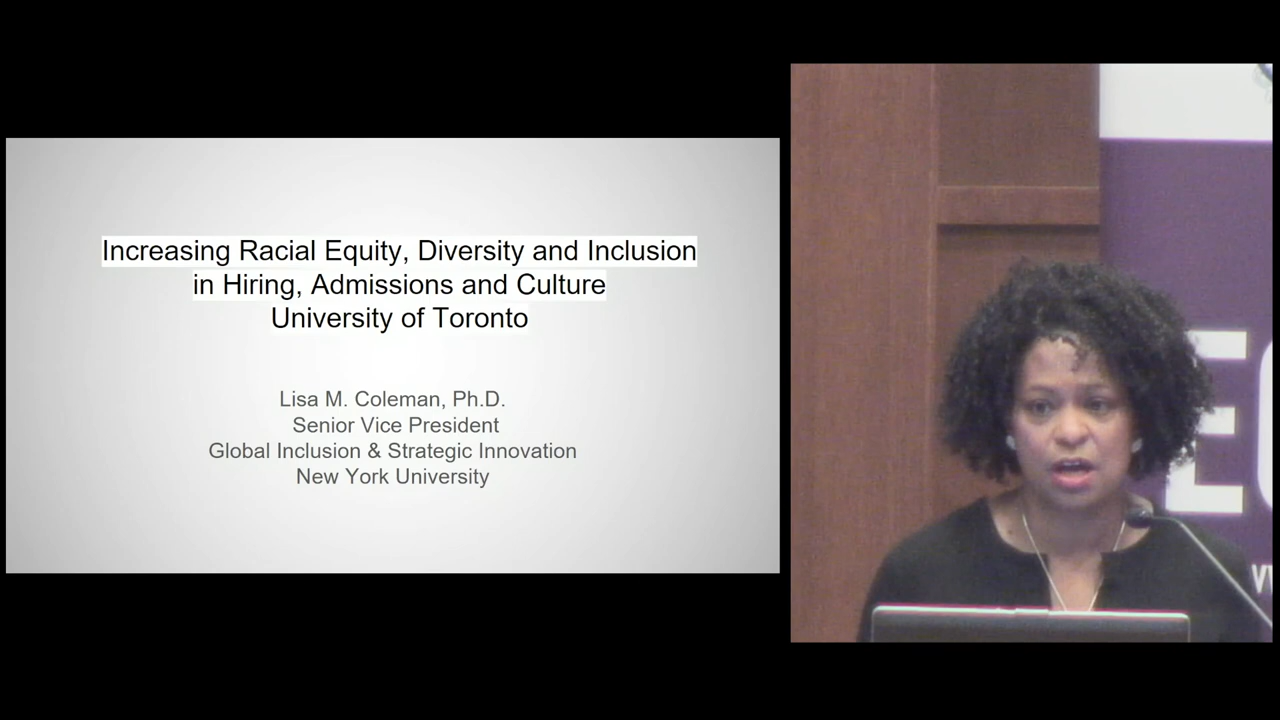 Increasing Racial Equity, Diversity and Inclusion
in Hiring, Admissions and Culture
University of Toronto
Lisa M. Coleman, Ph.D.
Senior Vice President
Global Inclusion & Strategic Innovation
New York University